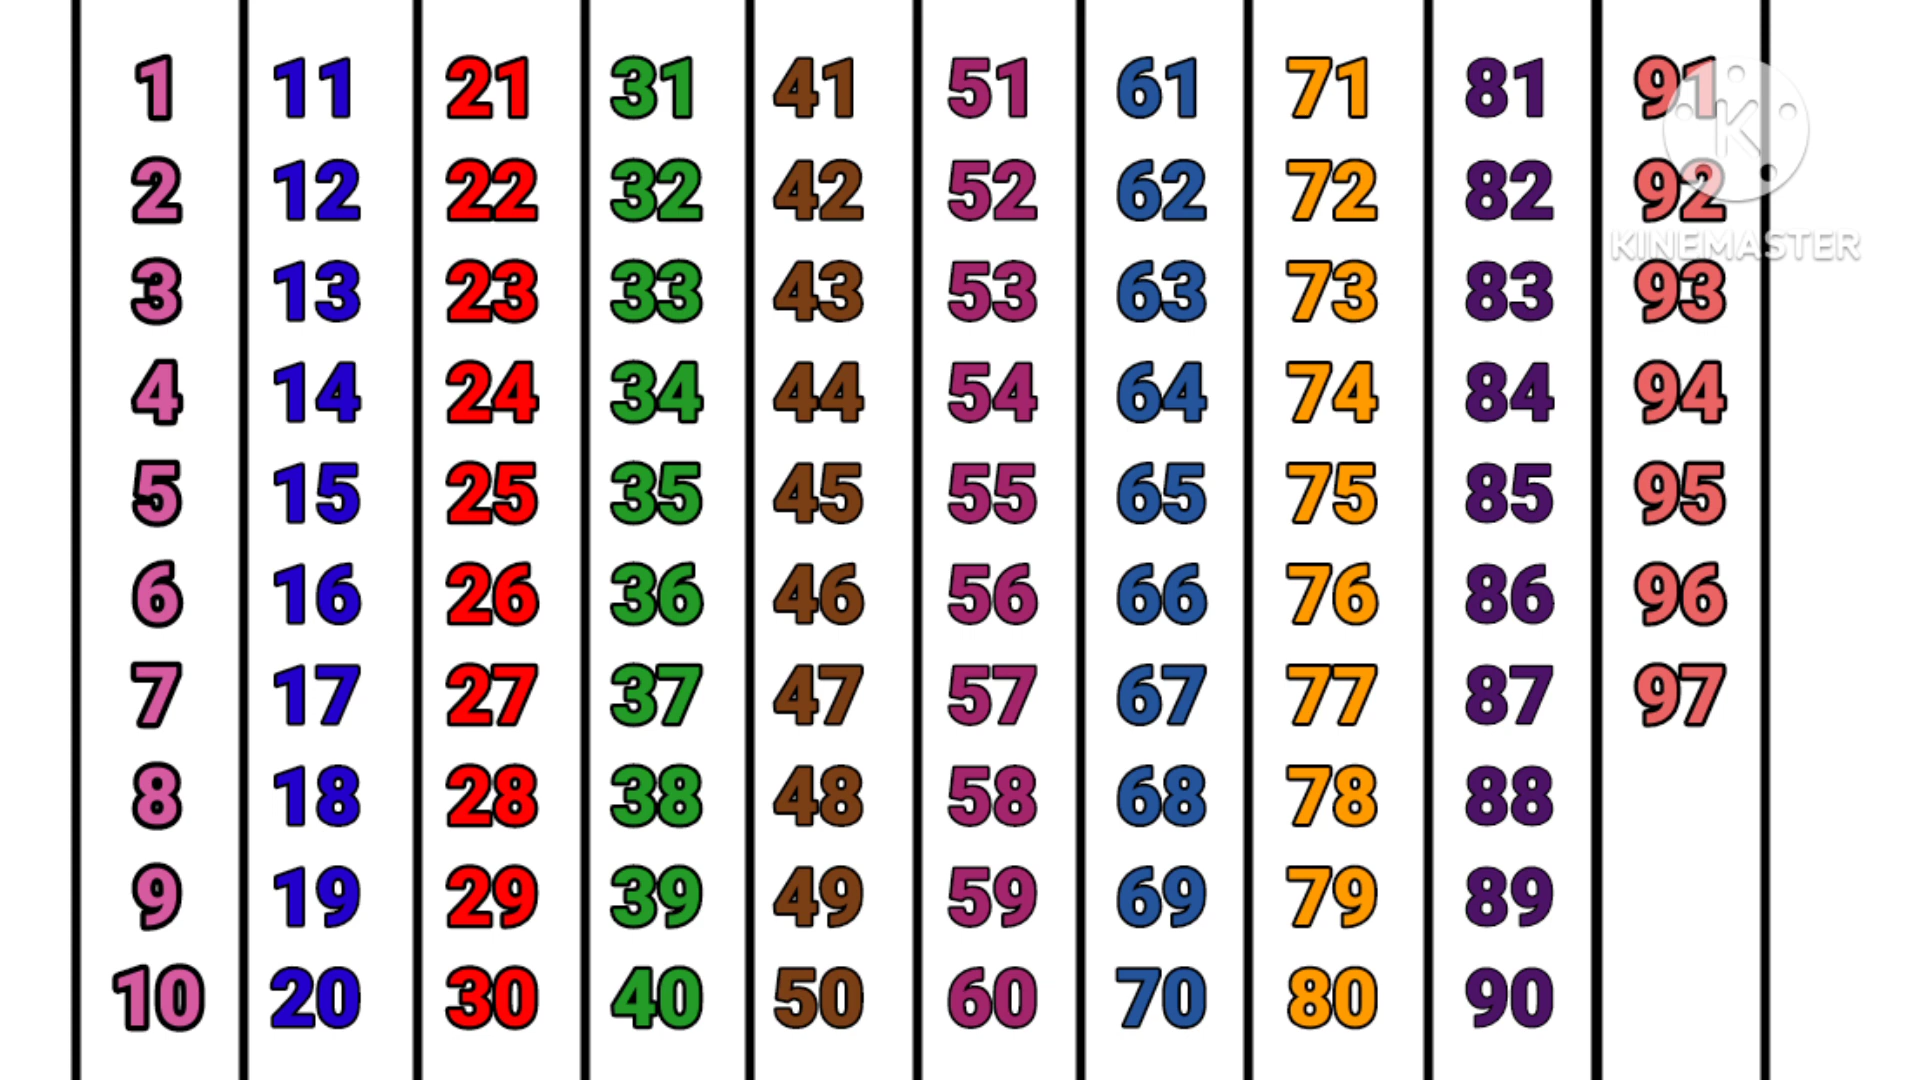 1 11 21 31 41 51 61 71 81 91
2 12 22 32 42 52 62 72 82 92
KINEMASTER
3 13 23 33 43 53 63 73 83 93
4 14 24 34 44 54 64 74 84 94
5 15 25 35 45 55 65 75 85 95
6 16 26 36 46 56 66 76 86 96
7 17 27 37 47 57 67 77 87 97
8 18 28 38 48 58 68 78 88
9 19 29 39 49 59 69 79 89
10 20 30 40 50 60 70 80 90